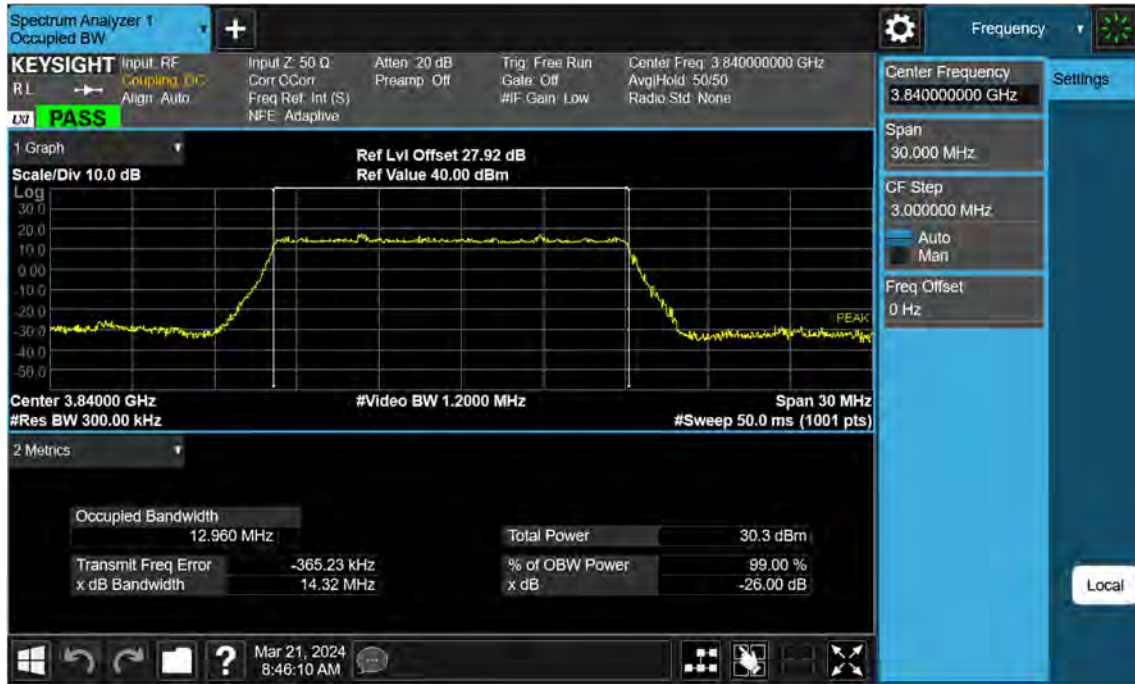 Spectrum Analyzer 1
Occupied BW
Frequency
KEYSIGHT
RL
LXI PASS
Input: RF
Coupling: DC
Align: Auto
Input Z: 50 Ω
Corr CCorr
Freq Ref: Int (S)
NFE: Adaptive
Atten: 20 dB
Preamp: Off
Trig: Free Run
Gate: Off
#IF Gain: Low
Center Freq: 3.840000000 GHz
Avg|Hold: 50/50
Radio Std: None
Center Frequency
3.840000000 GHz
Settings
Span
30.000 MHz
CF Step
3.000000 MHz
Auto
Man
Freq Offset
0 Hz
1 Graph
Scale/Div 10.0 dB
Ref Lvl Offset 27.92 dB
Ref Value 40.00 dBm
Log
30.0
20.0
10.0
0.00
-10.0
-20.0
-30.0
-40.0
-50.0
PEAK
Center 3.84000 GHz
#Video BW 1.2000 MHz
Span 30 MHz
#Res BW 300.00 kHz
#Sweep 50.0 ms (1001 pts)
2 Metrics
Occupied Bandwidth
12.960 MHz
Total Power 30.3 dBm
Transmit Freq Error -365.23 kHz
% of OBW Power 99.00 %
x dB Bandwidth 14.32 MHz
x dB -26.00 dB
Local
?
Mar 21, 2024
8:46:10 AM